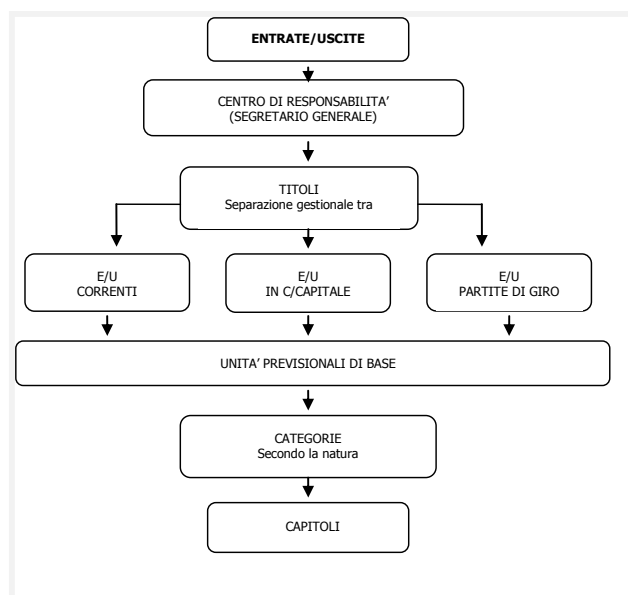 ENTRATE/USCITE
CENTRO DI RESPONSABILITA’
(SEGRETARIO GENERALE)
TITOLI
Separazione gestionale tra
E/U
CORRENTI
E/U
IN C/CAPITALE
E/U
PARTITE DI GIRO
UNITA’ PREVISIONALI DI BASE
CATEGORIE
Secondo la natura
CAPITOLI